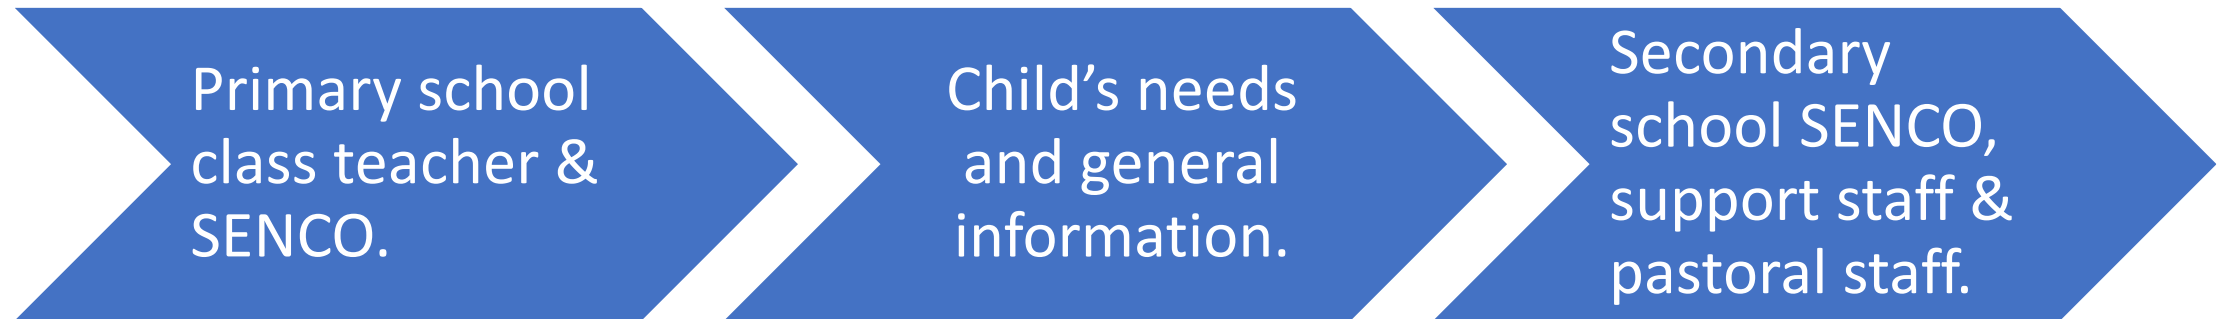 Primary school
class teacher &
SENCO.
Child’s needs
and general
information.
Secondary
school SENCO,
support staff &
pastoral staff.